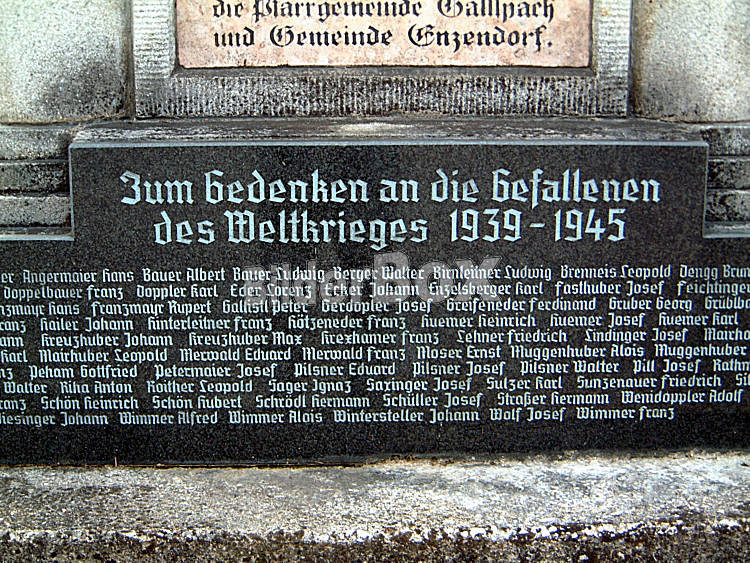 die Pfarrgemeinde Gallspach
und Gemeinde Enzendorf.
Zum Gedenken an die Gefallenen
des Weltkrieges 1939-1945
Angermaier Hans Bauer Albert Bauer Ludwig Berger Walter Birnleitner Ludwig Brenneis Leopold Dengg
Doppelbauer Franz Doppler Karl Eder Lorenz Ecker Johann Enzelsberger Karl Fasthuber Josef
Franzmayr Rupert Gallistl Peter Gerdopler Josef Greifeneder Ferdinand Gruber Georg
Hailer Johann Hinterleitner Franz Hötzeneder Franz Huemer Heinrich Huemer Josef Huemer Karl
Kreuzhuber Johann Kreuzhuber Max Krexhamer Franz Lehner Friedrich Lindinger Josef
Karl Mairhuber Leopold Merwald Eduard Merwald Franz Moser Ernst Muggenhuber Alois Muggenhuber
Peham Gottfried Petermaier Josef Pilsner Eduard Pilsner Josef Pilsner Walter Pill Josef
Walter Riha Anton Roither Leopold Sager Ignaz Saxinger Josef Sulzer Karl Sunzenauer Friedrich
Schön Heinrich Schön Hubert Schrödl Hermann Schüller Josef Straßer Hermann Wenidoppler Adolf
Johann Wimmer Alfred Wimmer Alois Wintersteller Johann Wolf Josef Wimmer Franz